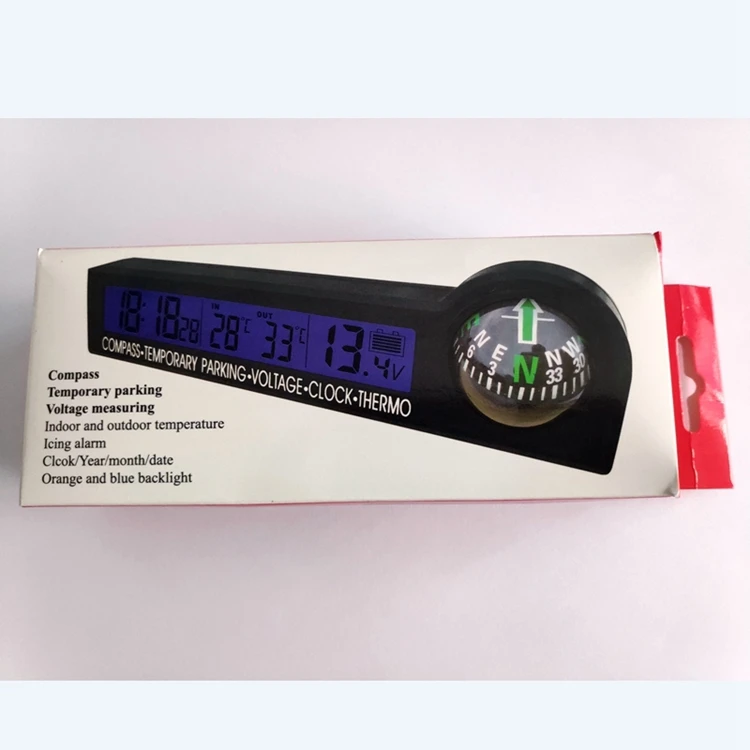 18:18 28
IN
28°C
OUT
33°C
13.4V
COMPASS•TEMPORARY PARKING•VOLTAGE•CLOCK•THERMO
N E N N W
6 3 33 30
Compass
Temporary parking
Voltage measuring
Indoor and outdoor temperature
Icing alarm
Clcok/Year/month/date
Orange and blue backlight